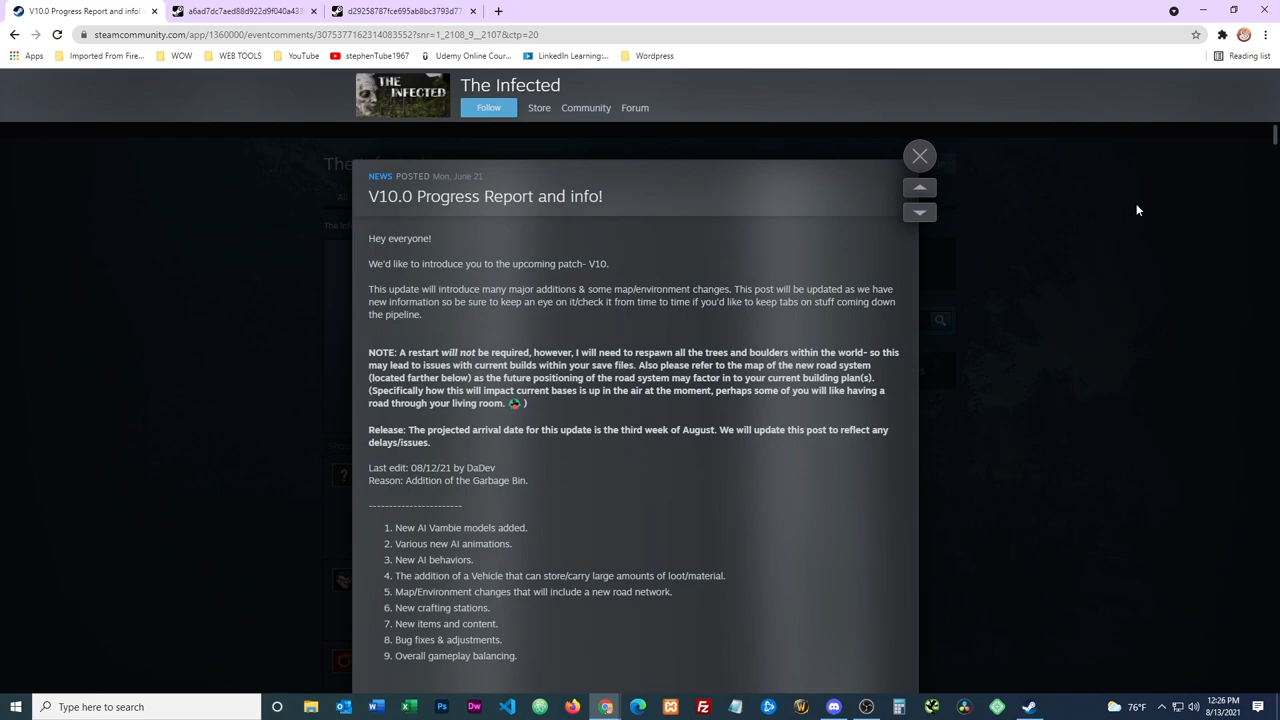 V10.0 Progress Report and info!
a6ad7dc7aed88d922d9f040a433
d29258787fce695ab8bc3793d77
steamcommunity.com/app/1360000/eventcomments/3075377162314083552?snr=1_2108_9__2107&ctp=20
Apps Imported From Fire... WOW WEB TOOLS YouTube stephenTube1967 Udemy Online Cour... LinkedIn Learning:... Wordpress Reading list
THE INFECTED
The Infected
Follow Store Community Forum
NEWS POSTED Mon, June 21
V10.0 Progress Report and info!
Hey everyone!
We'd like to introduce you to the upcoming patch- V10.
This update will introduce many major additions & some map/environment changes. This post will be updated as we have
new information so be sure to keep an eye on it/check it from time to time if you'd like to keep tabs on stuff coming down
the pipeline.
NOTE: A restart will not be required, however, I will need to respawn all the trees and boulders within the world- so this
may lead to issues with current builds within your save files. Also please refer to the map of the new road system
(located farther below) as the future positioning of the road system may factor in to your current building plan(s).
(Specifically how this will impact current bases is up in the air at the moment, perhaps some of you will like having a
road through your living room. )
Release: The projected arrival date for this update is the third week of August. We will update this post to reflect any
delays/issues.
Last edit: 08/12/21 by DaDev
Reason: Addition of the Garbage Bin.
-----------------------
1. New AI Vambie models added.
2. Various new AI animations.
3. New AI behaviors.
4. The addition of a Vehicle that can store/carry large amounts of loot/material.
5. Map/Environment changes that will include a new road network.
6. New crafting stations.
7. New items and content.
8. Bug fixes & adjustments.
9. Overall gameplay balancing.
Type here to search
76°F
12:26 PM
8/13/2021